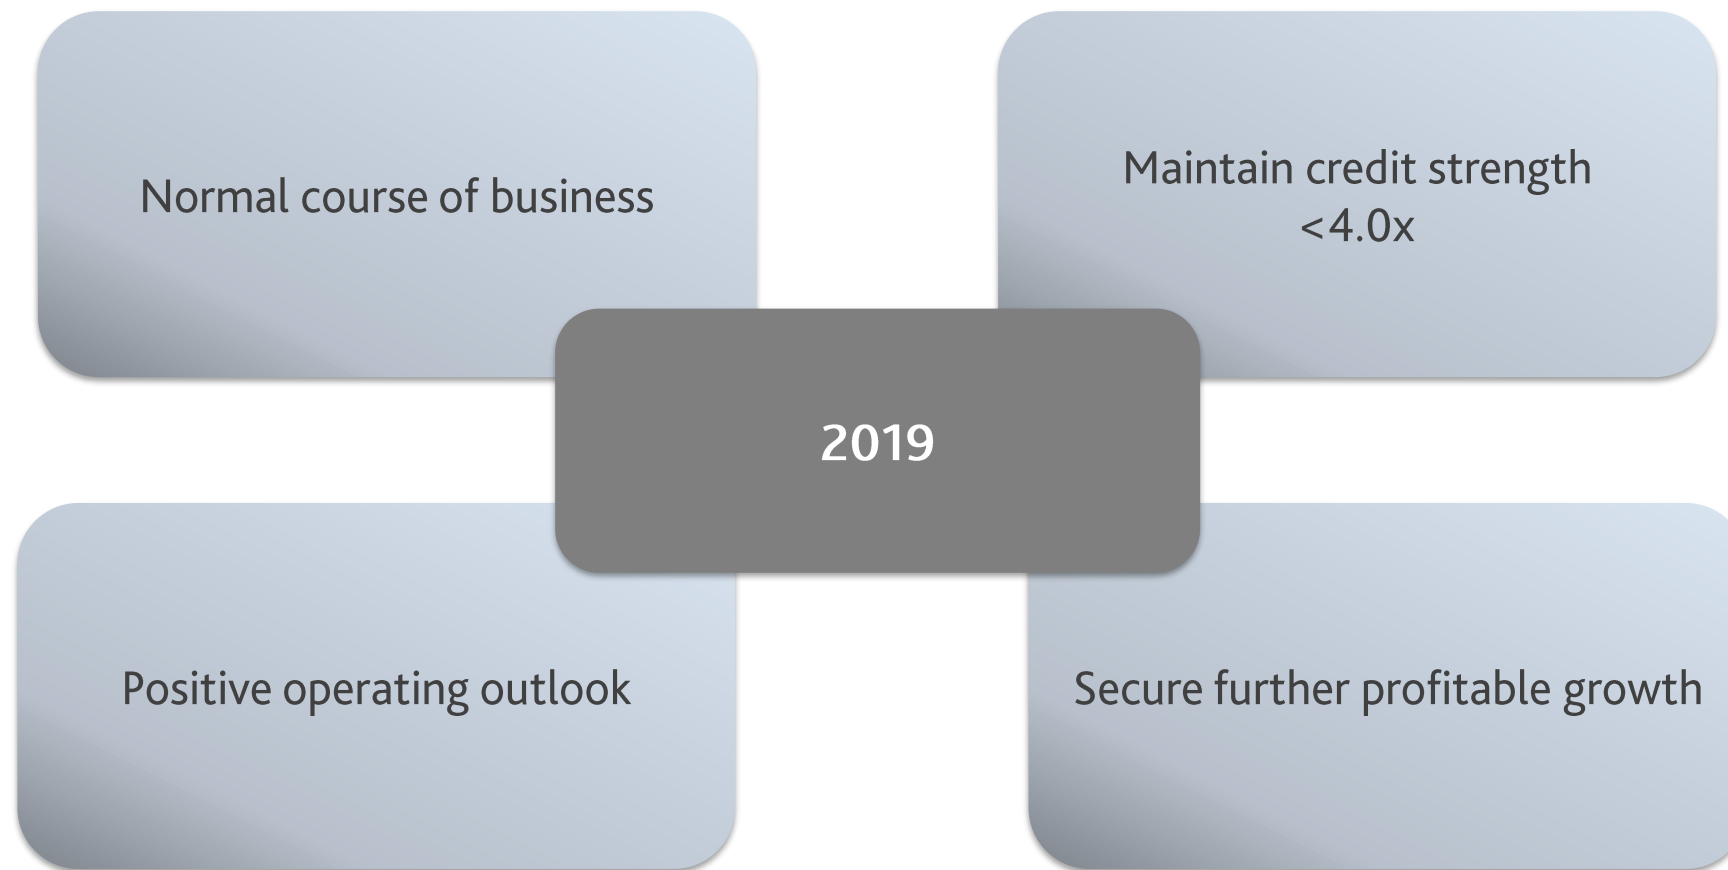 Normal course of business
Maintain credit strength
<4.0x
2019
Positive operating outlook
Secure further profitable growth